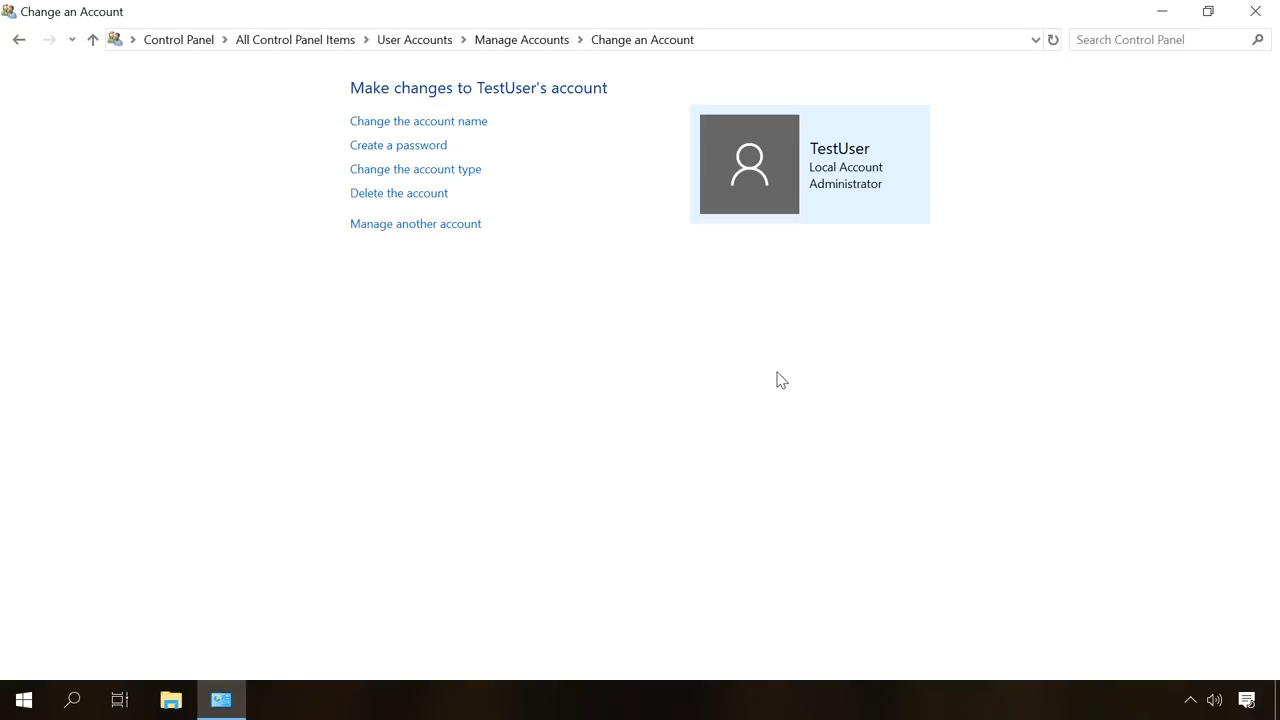 Change an Account
Control Panel All Control Panel Items User Accounts Manage Accounts Change an Account
Search Control Panel
Make changes to TestUser's account
Change the account name
Create a password
Change the account type
Delete the account
Manage another account
TestUser
Local Account
Administrator